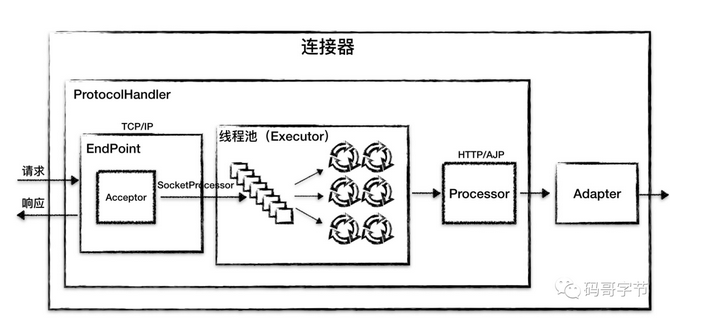 连接器
ProtocolHandler
TCP/IP
EndPoint
线程池（Executor）
HTTP/AJP
请求
响应
Acceptor
SocketProcessor
Processor
Adapter
码哥字节